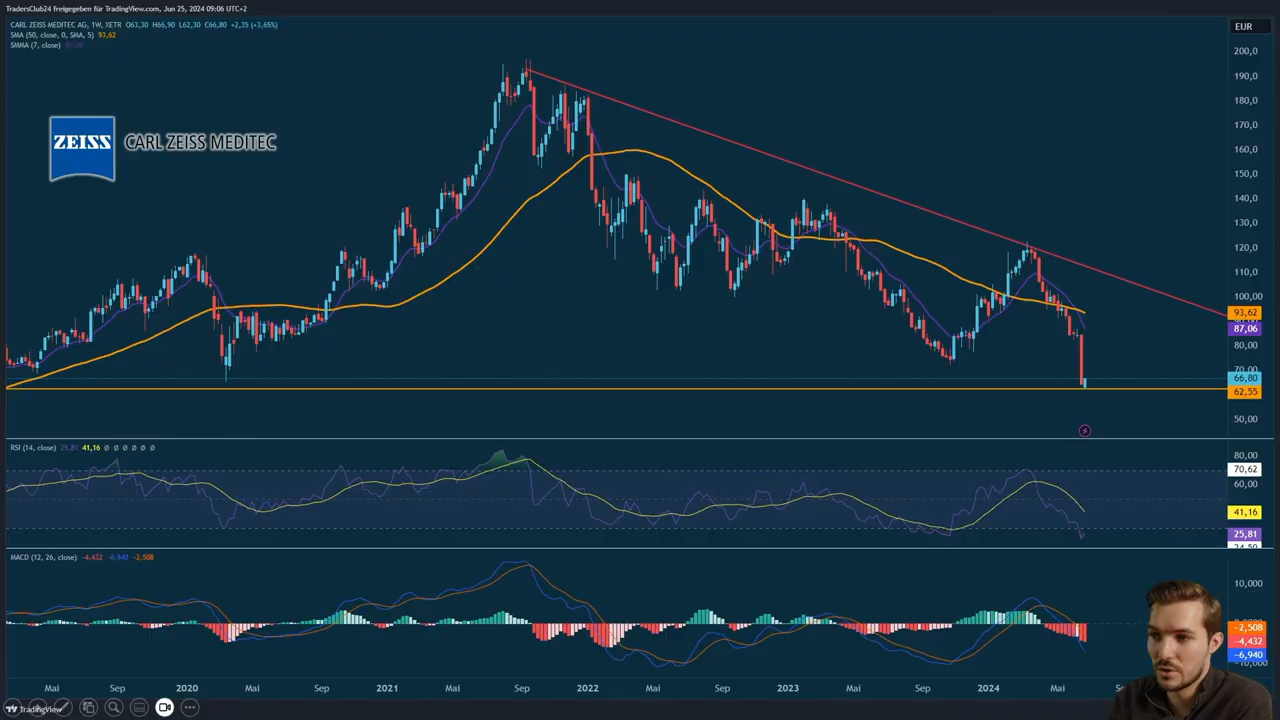 TradersClub24 freigegeben für TradingView.com, Jun 25, 2024 09:06 UTC+2
CARL ZEISS MEDITEC AG, 1W, XETR O63,30 H66,90 L62,30 C66,80 +2,35 (+3,65%)
SMA (50, close, 0, SMA, 5) 93,62
SMMA (7, close)
EUR
200,0
190,0
180,0
170,0
160,0
150,0
140,0
130,0
120,0
110,0
100,00
93,62
87,06
80,00
70,00
66,80
62,55
50,00
ZEISS CARL ZEISS MEDITEC
RSI (14, close) 25,81 41,16 Ø Ø Ø Ø Ø Ø
80,00
70,62
60,00
41,16
25,81
MACD (12, 26, close) -4,432 -6,940 -2,508
10,000
-2,508
-4,432
-6,940
-10,000
Mai Sep 2020 Mai Sep 2021 Mai Sep 2022 Mai Sep 2023 Mai Sep 2024 Mai
TradingView